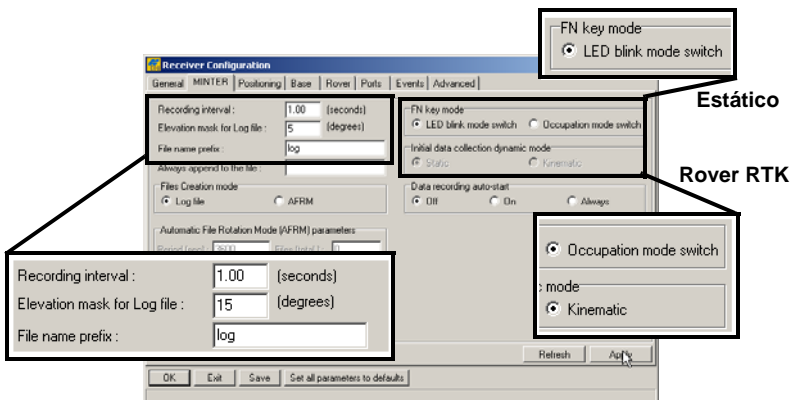 FN key mode
LED blink mode switch
Estático
Receiver Configuration
General MINTER Positioning Base Rover Ports Events Advanced
Recording interval : 1.00 (seconds)
Elevation mask for Log file : 5 (degrees)
File name prefix : log
Always append to the file :
FN key mode
LED blink mode switch Occupation mode switch
Initial data collection dynamic mode
Static Kinematic
Rover RTK
Files Creation mode
Log file AFRM
Data recording auto-start
Off On Always
Automatic File Rotation Mode (AFRM) parameters
Recording interval : 1.00 (seconds)
Elevation mask for Log file : 15 (degrees)
File name prefix : log
Occupation mode switch
mode
Kinematic
Refresh Apply
OK Exit Save Set all parameters to defaults